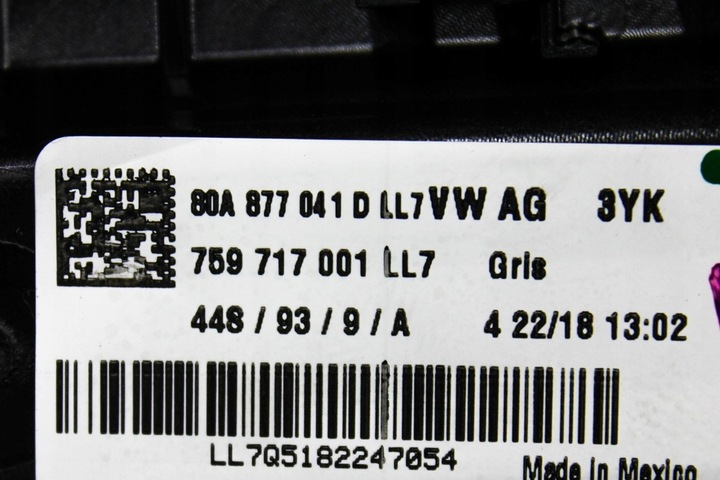 80A 877 041 D LL7 VW AG 3YK
759 717 001 LL7 Gris
448 / 93 / 9 / A 4 22/18 13:02
LL7Q5182247054
Made in Mexico